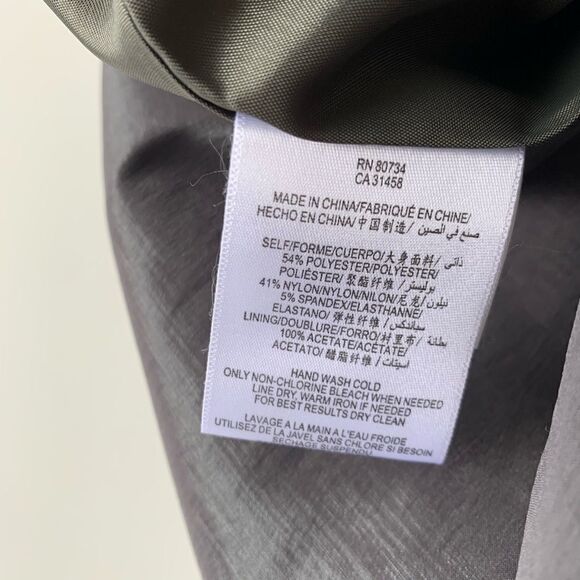 RN 80734
CA 31458
MADE IN CHINA/FABRIQUÉ EN CHINE/
HECHO EN CHINA/中国制造/ صنع في الصين
SELF/FORME/CUERPO/大身面料/ ذاتي
54% POLYESTER/POLYESTER/
POLIÉSTER/ 聚酯纤维/ بوليستر
41% NYLON/NYLON/NILON/尼龙/ نيلون
5% SPANDEX/ELASTHANNE/
ELASTANO/ 弹性纤维/ سباندكس
LINING/DOUBLURE/FORRO/衬里布/ بطانة
100% ACETATE/ACÉTATE/
ACETATO/醋酯纤维/ اسيتات
HAND WASH COLD
ONLY NON-CHLORINE BLEACH WHEN NEEDED
LINE DRY, WARM IRON IF NEEDED
FOR BEST RESULTS DRY CLEAN
LAVAGE A LA MAIN A L'EAU FROIDE
UTILISEZ DE LA JAVEL SANS CHLORE SI BESOIN
SECHAGE SUSPENDU